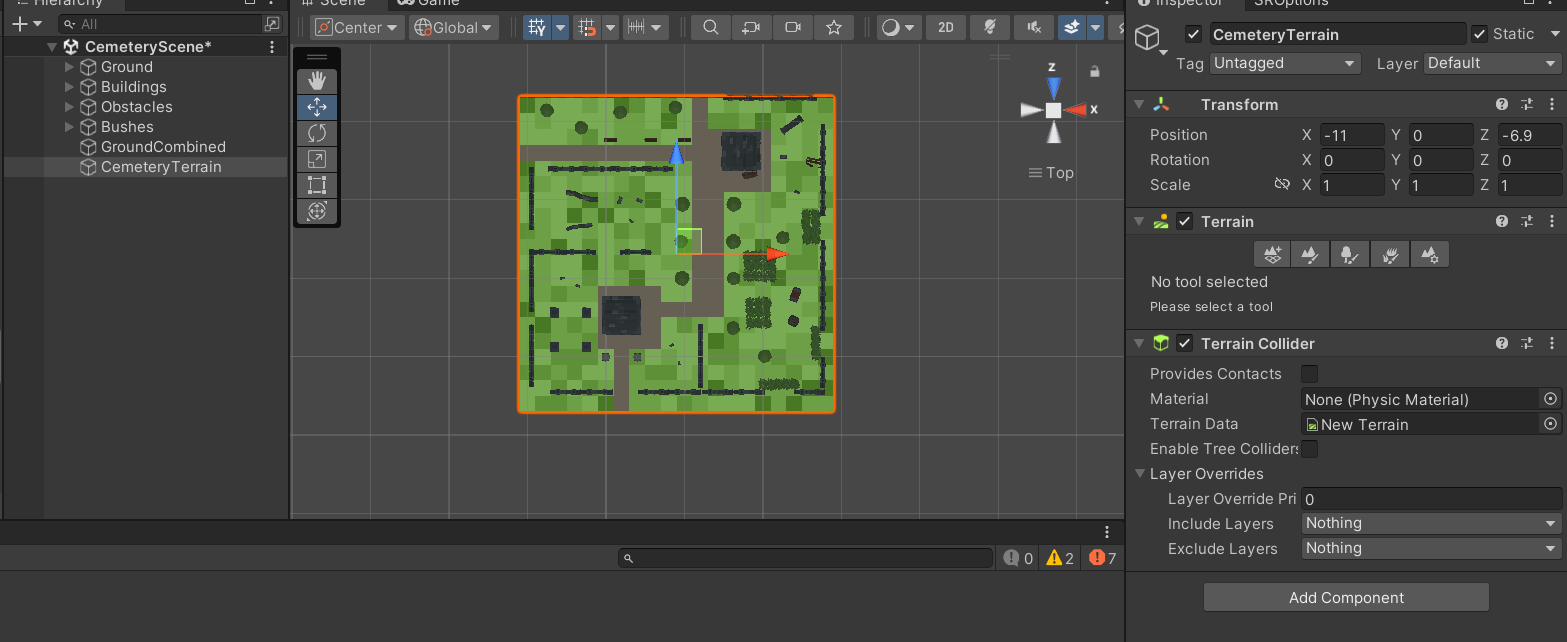 Hierarchy
All
CemeteryScene*
Ground
Buildings
Obstacles
Bushes
GroundCombined
CemeteryTerrain
Scene
Game
Center
Global
2D
z
x
Top
0
2
7
Inspector
SROptions
CemeteryTerrain
Static
Tag Untagged Layer Default
Transform
Position X -11 Y 0 Z -6.9
Rotation X 0 Y 0 Z 0
Scale X 1 Y 1 Z 1
Terrain
No tool selected
Please select a tool
Terrain Collider
Provides Contacts
Material None (Physic Material)
Terrain Data New Terrain
Enable Tree Colliders
Layer Overrides
Layer Override Pri 0
Include Layers Nothing
Exclude Layers Nothing
Add Component